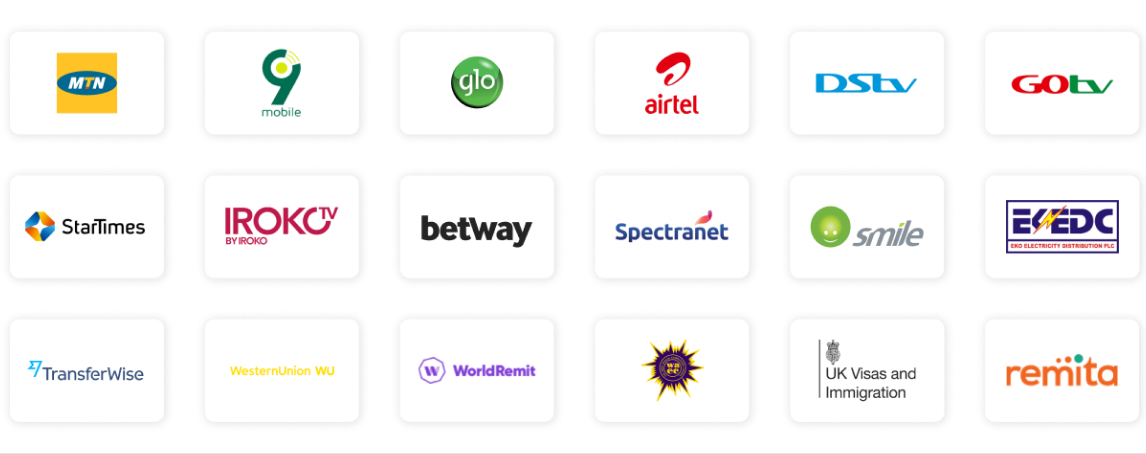 MTN
9
mobile
glo
airtel
DStv
GOtv
StarTimes
IROKOTV
BY IROKO
betway
Spectranet
smile
EKEDC
EKO ELECTRICITY DISTRIBUTION PLC
TransferWise
WesternUnion WU
WorldRemit
UK Visas and
Immigration
remita